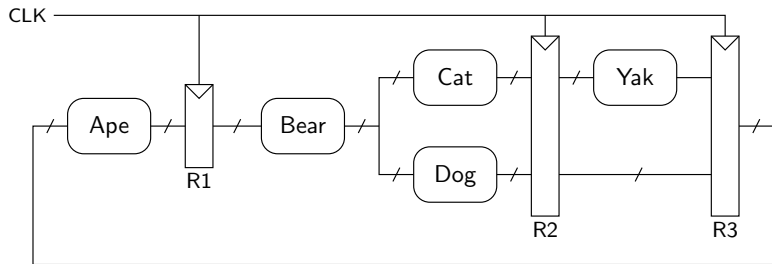 CLK
Cat
Yak
Ape
Bear
R1
Dog
R2
R3